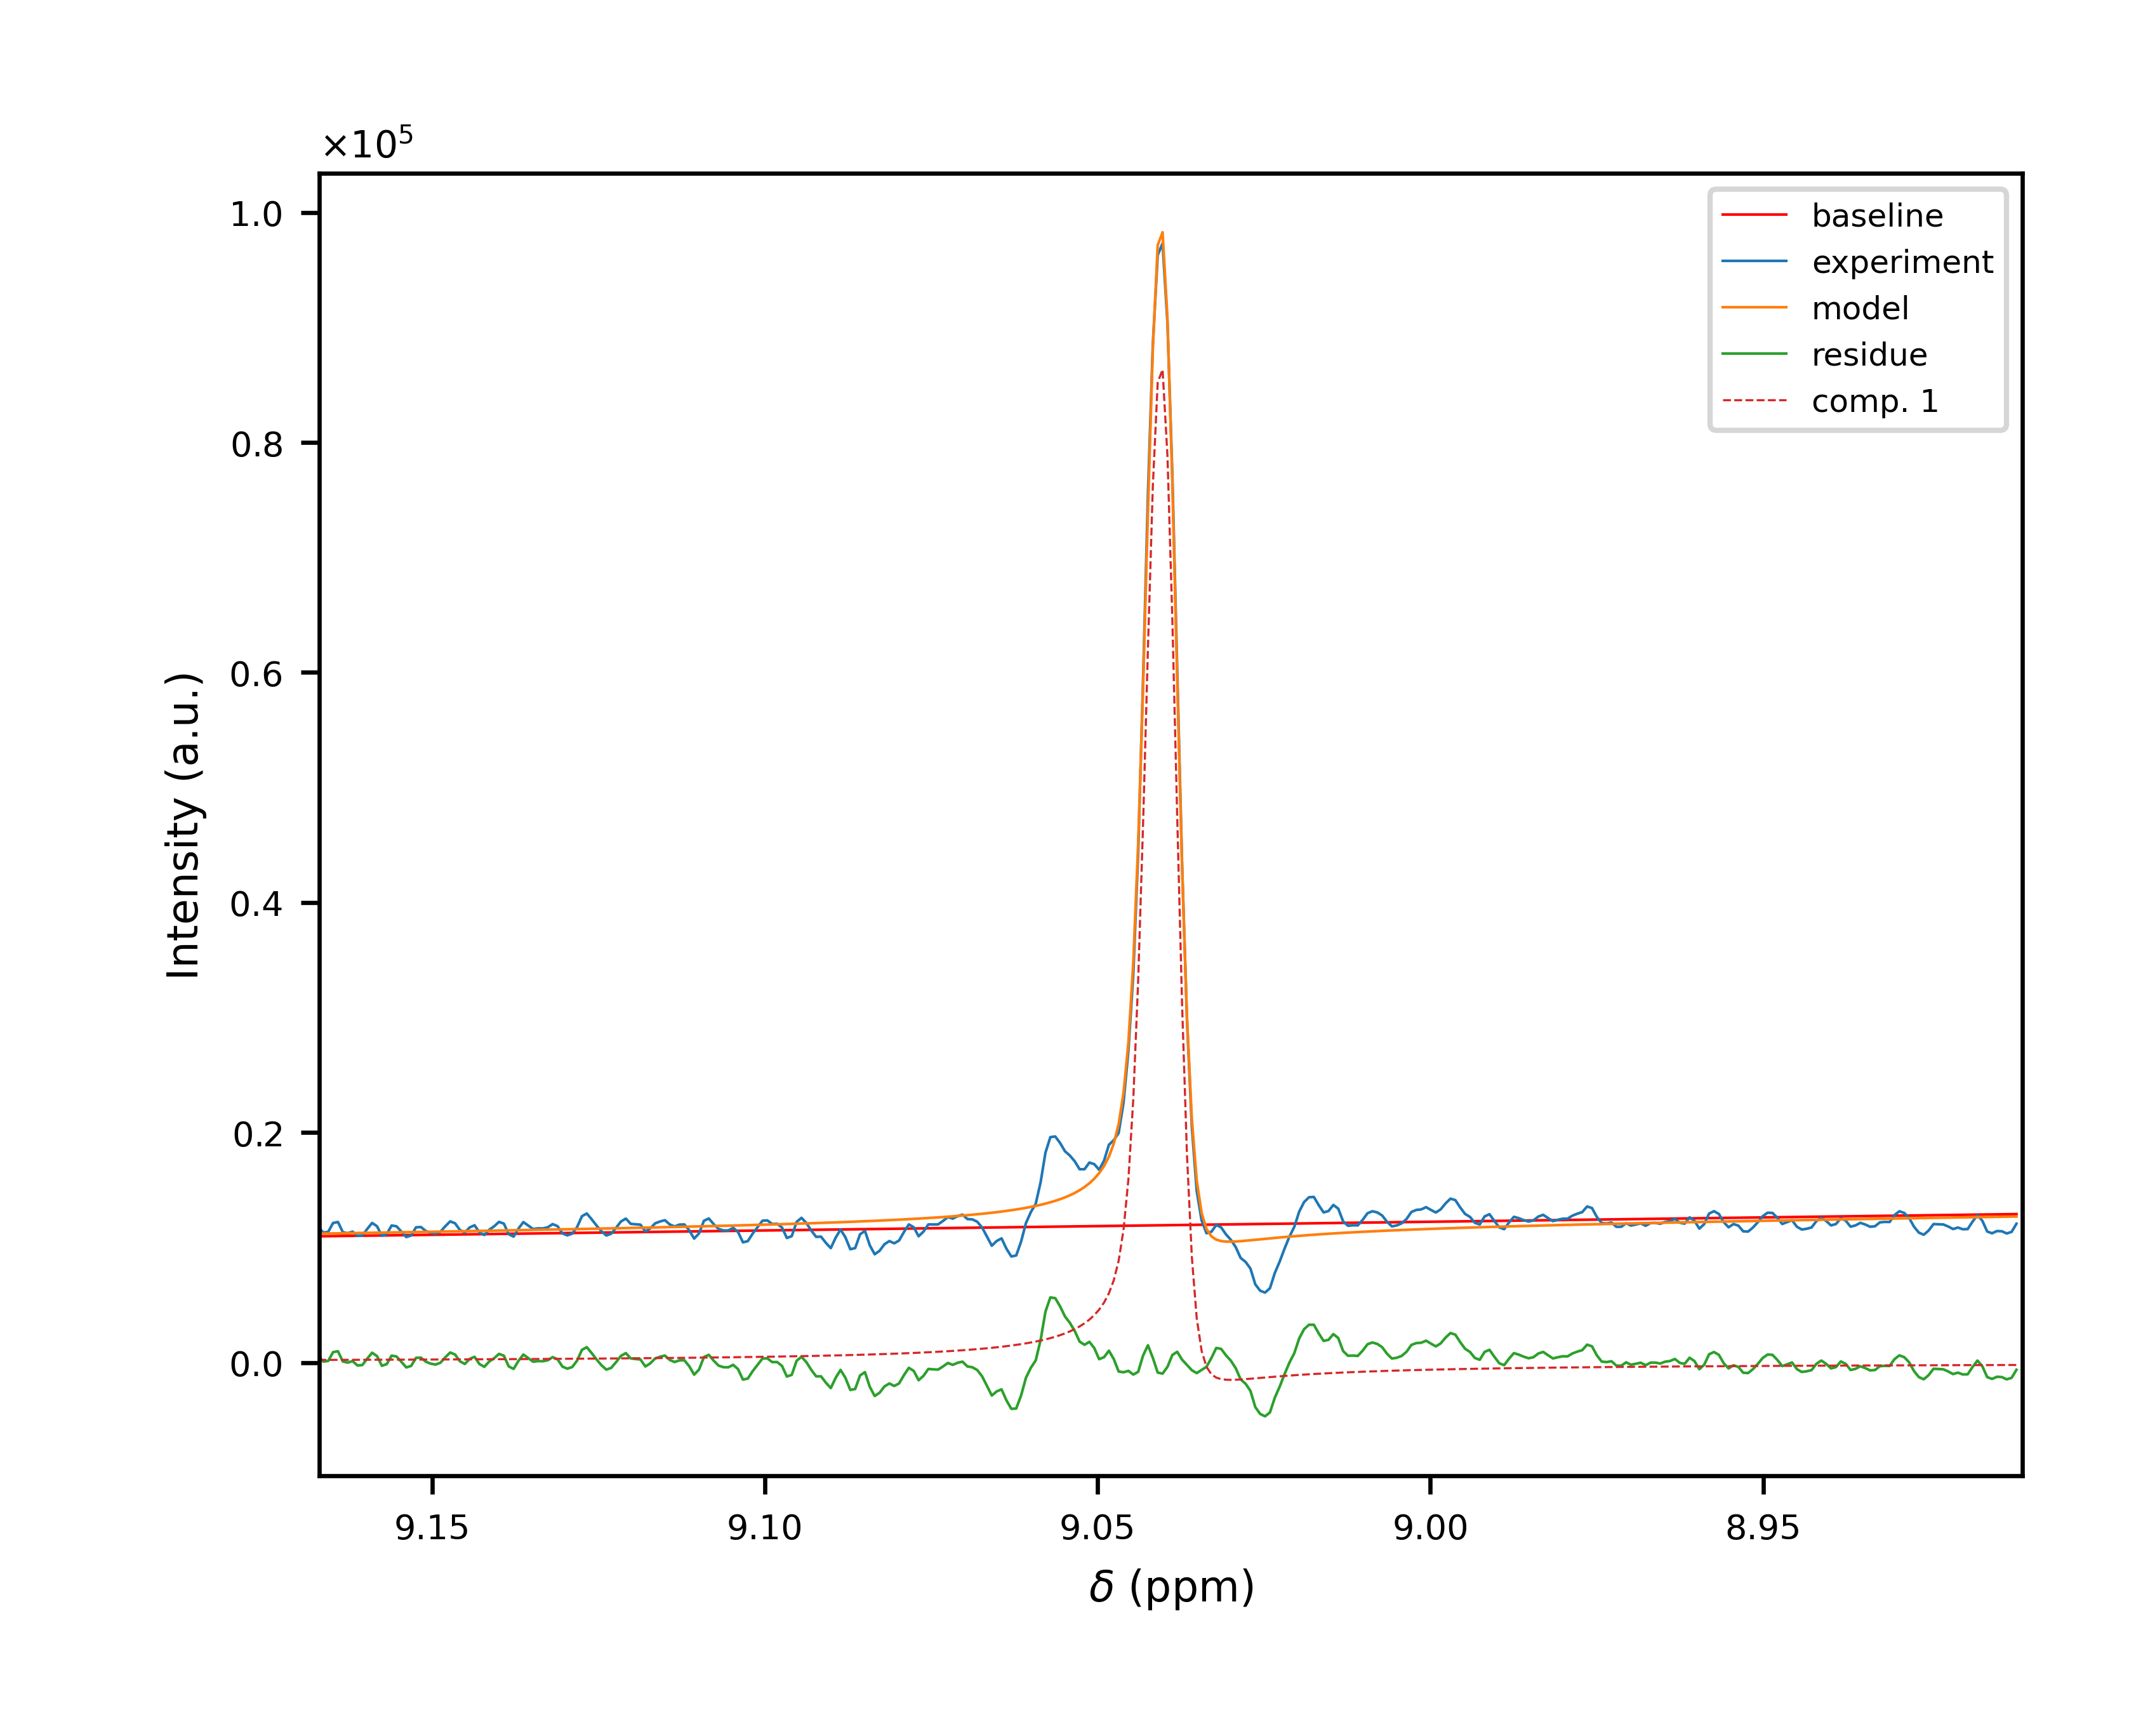 ×10⁵
1.0
0.8
0.6
0.4
0.2
0.0
Intensity (a.u.)
baseline
experiment
model
residue
comp. 1
9.15 9.10 9.05 9.00 8.95
δ (ppm)